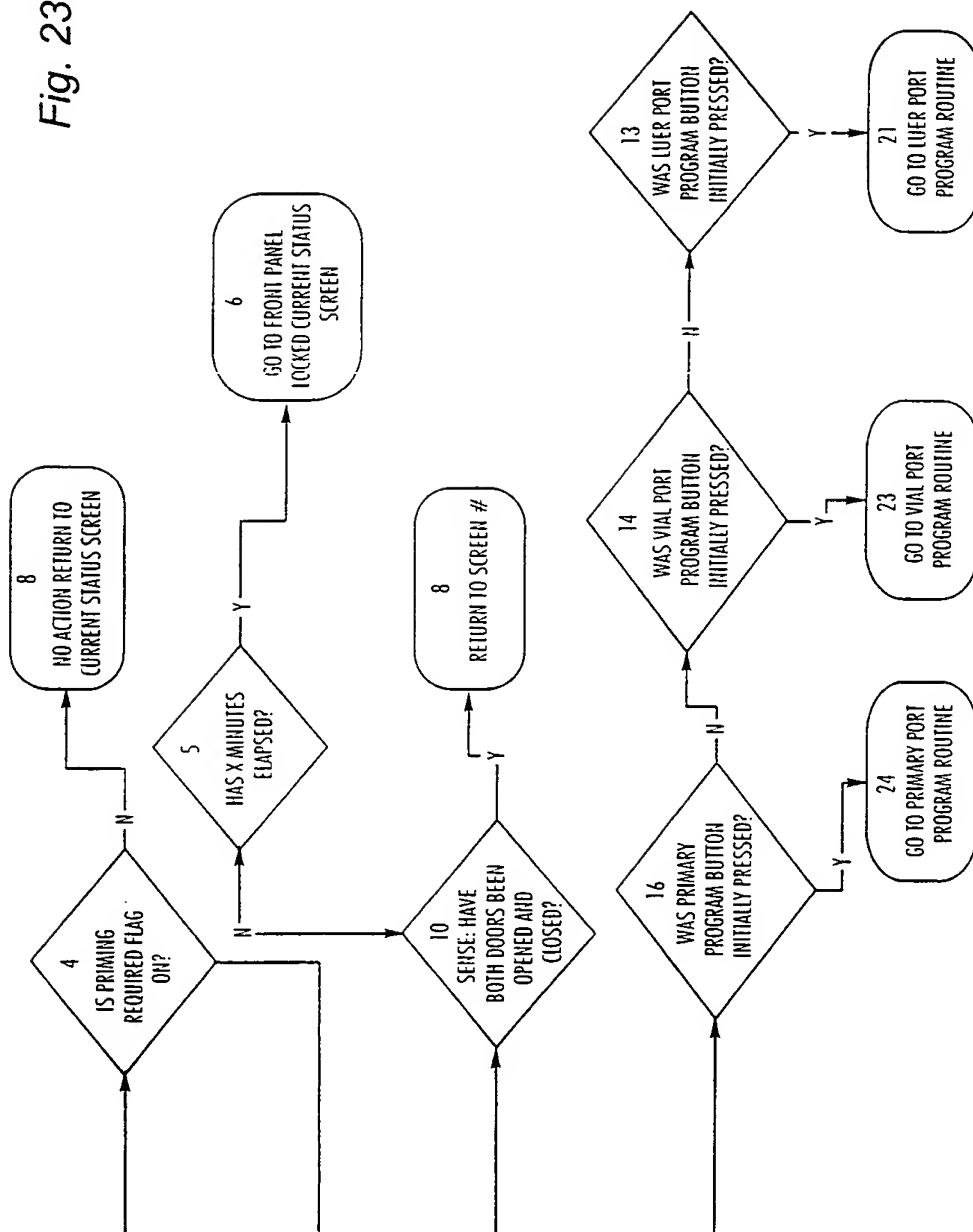 Fig. 23
8
NO ACTION RETURN TO
CURRENT STATUS SCREEN
4
IS PRIMING
REQUIRED FLAG
ON?
N
5
HAS X MINUTES
ELAPSED?
Y
N
6
GO TO FRONT PANEL
LOCKED CURRENT STATUS
SCREEN
10
SENSE: HAVE
BOTH DOORS BEEN
OPENED AND
CLOSED?
Y
8
RETURN TO SCREEN #
16
WAS PRIMARY
PROGRAM BUTTON
INITIALLY PRESSED?
N
Y
24
GO TO PRIMARY PORT
PROGRAM ROUTINE
14
WAS VIAL PORT
PROGRAM BUTTON
INITIALLY PRESSED?
N
Y
23
GO TO VIAL PORT
PROGRAM ROUTINE
13
WAS LUER PORT
PROGRAM BUTTON
INITIALLY PRESSED?
Y
21
GO TO LUER PORT
PROGRAM ROUTINE